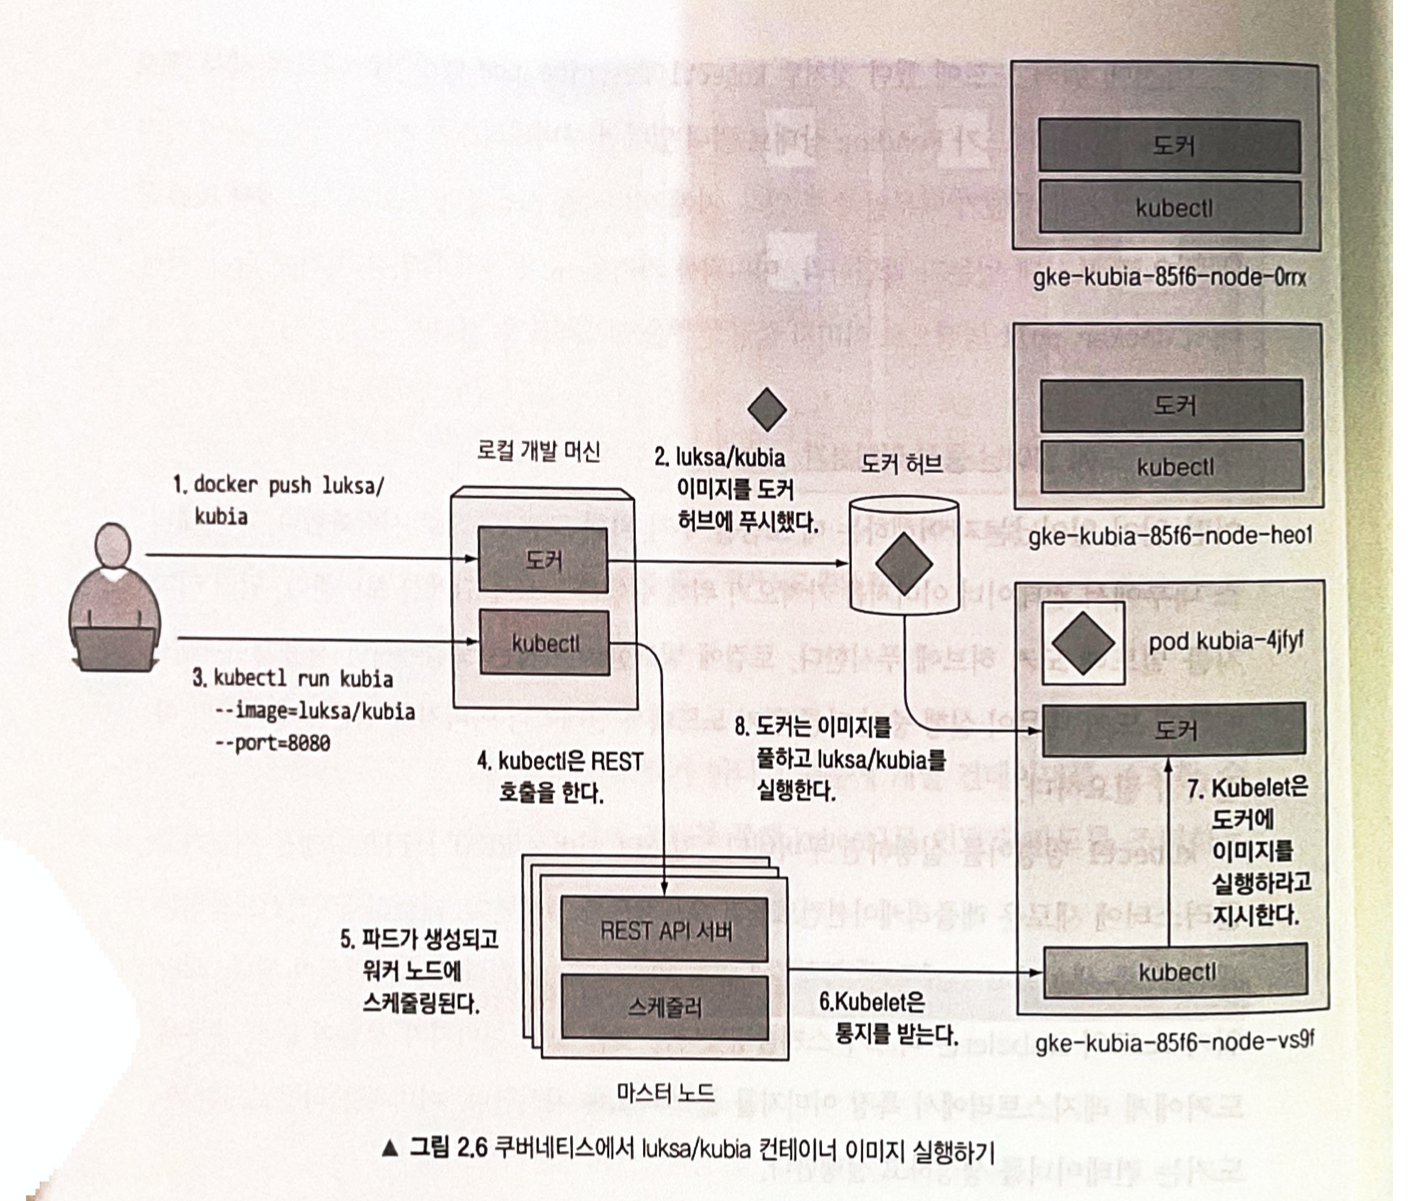 도커
kubectl
gke-kubia-85f6-node-0rrx
도커
kubectl
gke-kubia-85f6-node-heo1
로컬 개발 머신
1. docker push luksa/
kubia
도커
kubectl
2. luksa/kubia
이미지를 도커
허브에 푸시했다.
도커 허브
3. kubectl run kubia
--image=luksa/kubia
--port=8080
4. kubectl은 REST
호출을 한다.
REST API 서버
스케줄러
마스터 노드
5. 파드가 생성되고
워커 노드에
스케줄링된다.
6.Kubelet은
통지를 받는다.
pod kubia-4jfyf
도커
kubectl
gke-kubia-85f6-node-vs9f
7. Kubelet은
도커에
이미지를
실행하라고
지시한다.
8. 도커는 이미지를
풀하고 luksa/kubia를
실행한다.
▲ 그림 2.6 쿠버네티스에서 luksa/kubia 컨테이너 이미지 실행하기